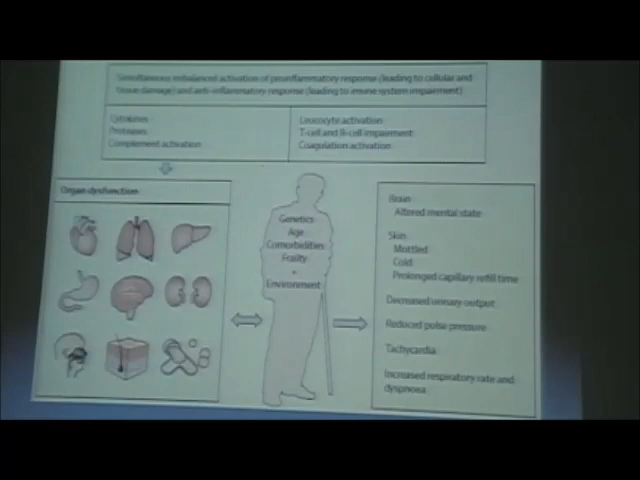 Simultaneous imbalanced activation of proinflammatory response (leading to cellular and
tissue damage) and anti-inflammatory response (leading to imune system impairment)
Cytokines
Proteases
Complement activation
Leucocyte activation
T-cell and B-cell impairment
Coagulation activation
Organ dysfunction
Genetics
Age
Comorbidities
Frailty
+
Environment
Brain
Altered mental state
Skin
Mottled
Cold
Prolonged capillary refill time
Decreased urinary output
Reduced pulse pressure
Tachycardia
Increased respiratory rate and
dyspnoea